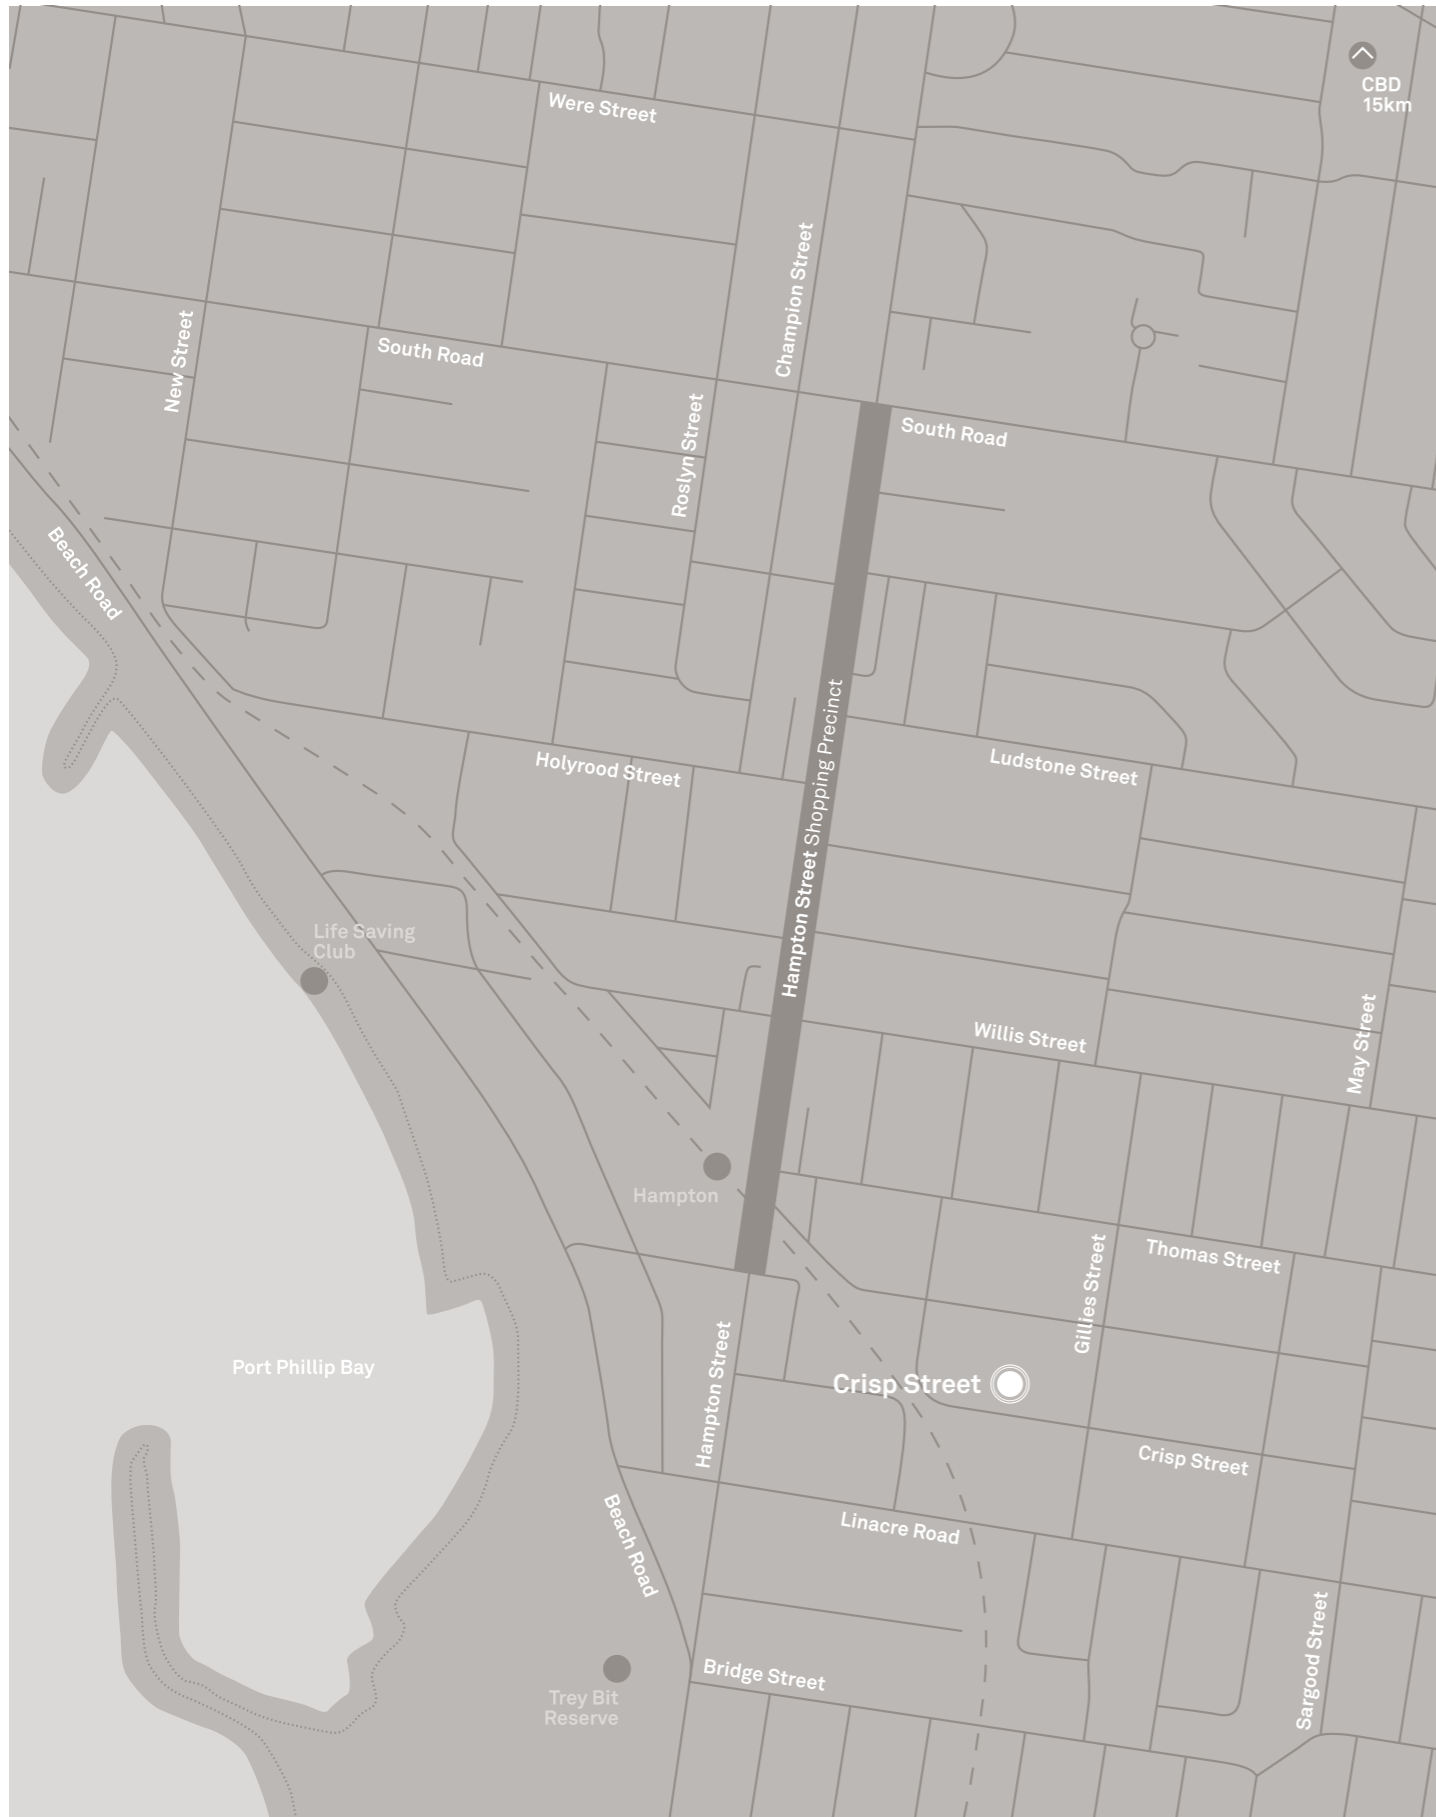 CBD
15km
Were Street
Champion Street
New Street
South Road
Roslyn Street
South Road
Beach Road
Holyrood Street
Ludstone Street
Hampton Street Shopping Precinct
Life Saving
Club
Willis Street
May Street
Hampton
Thomas Street
Gillies Street
Port Phillip Bay
Hampton Street
Crisp Street
Crisp Street
Beach Road
Linacre Road
Sargood Street
Bridge Street
Trey Bit
Reserve